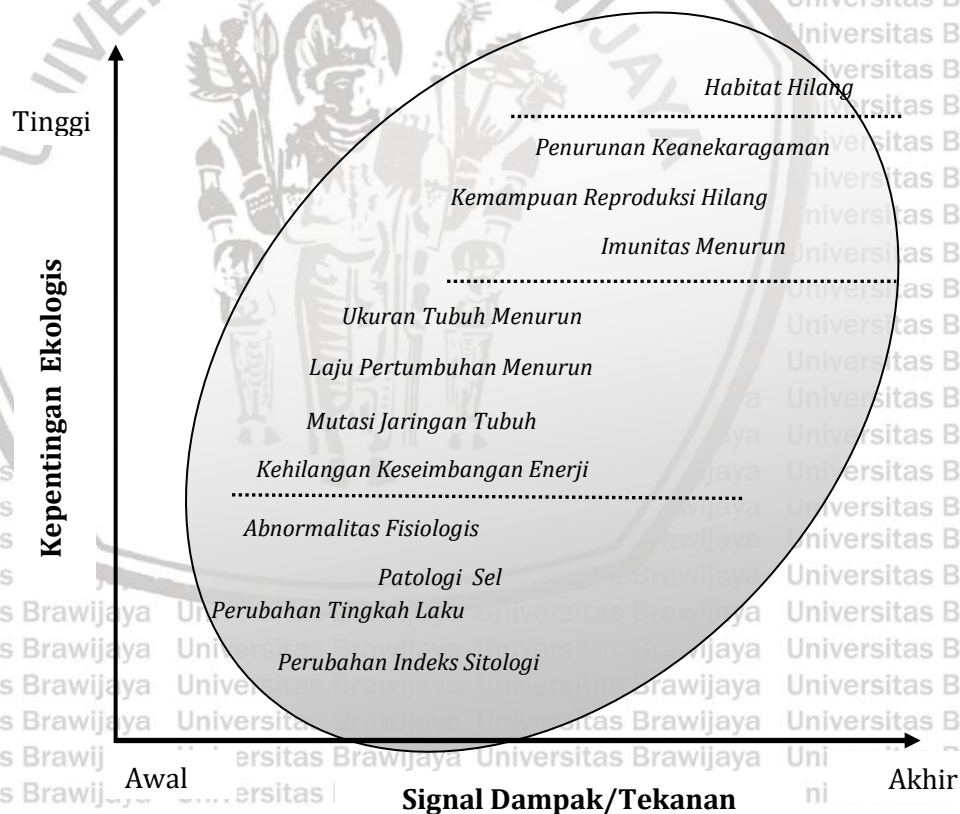 Tinggi
Kepentingan Ekologis
Habitat Hilang
Penurunan Keanekaragaman
Kemampuan Reproduksi Hilang
Imunitas Menurun
Ukuran Tubuh Menurun
Laju Pertumbuhan Menurun
Mutasi Jaringan Tubuh
Kehilangan Keseimbangan Enerji
Abnormalitas Fisiologis
Patologi Sel
Perubahan Tingkah Laku
Perubahan Indeks Sitologi
Awal
Akhir
Signal Dampak/Tekanan